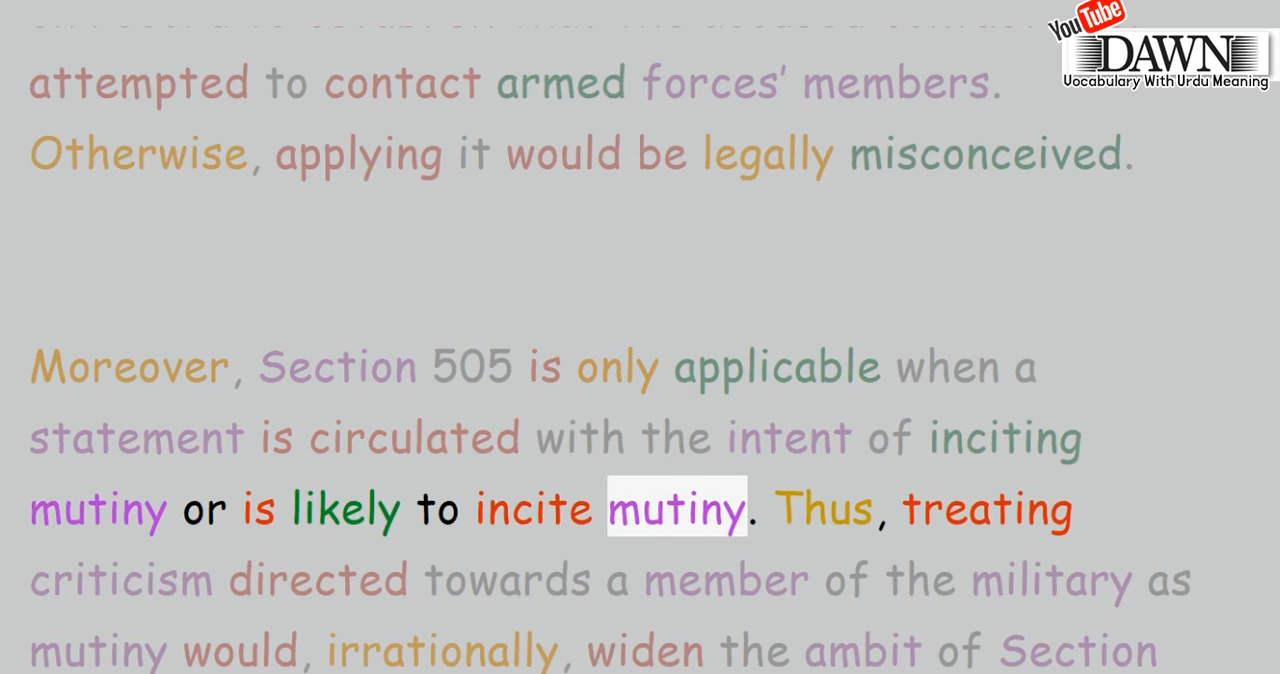 You Tube
DAWN
Vocabulary With Urdu Meaning
attempted to contact armed forces’ members.
Otherwise, applying it would be legally misconceived.
Moreover, Section 505 is only applicable when a
statement is circulated with the intent of inciting
mutiny or is likely to incite mutiny. Thus, treating
criticism directed towards a member of the military as
mutiny would, irrationally, widen the ambit of Section